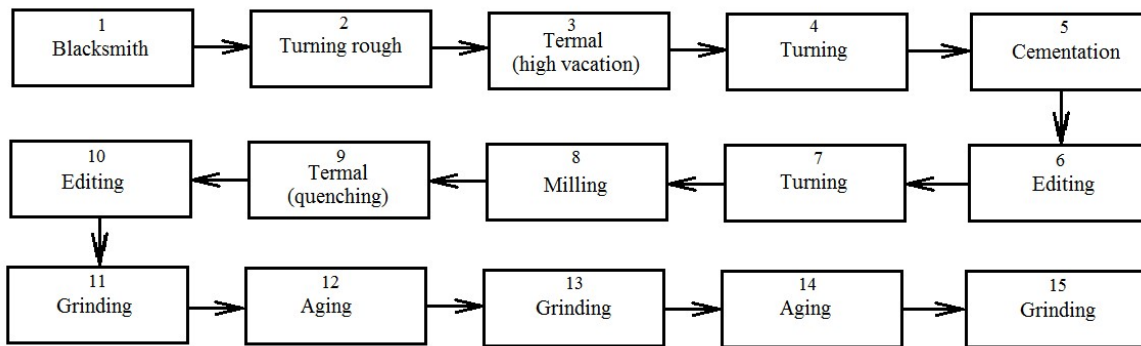 1
Blacksmith
2
Turning rough
3
Termal
(high vacation)
4
Turning
5
Cementation
6
Editing
7
Turning
8
Milling
9
Termal
(quenching)
10
Editing
11
Grinding
12
Aging
13
Grinding
14
Aging
15
Grinding